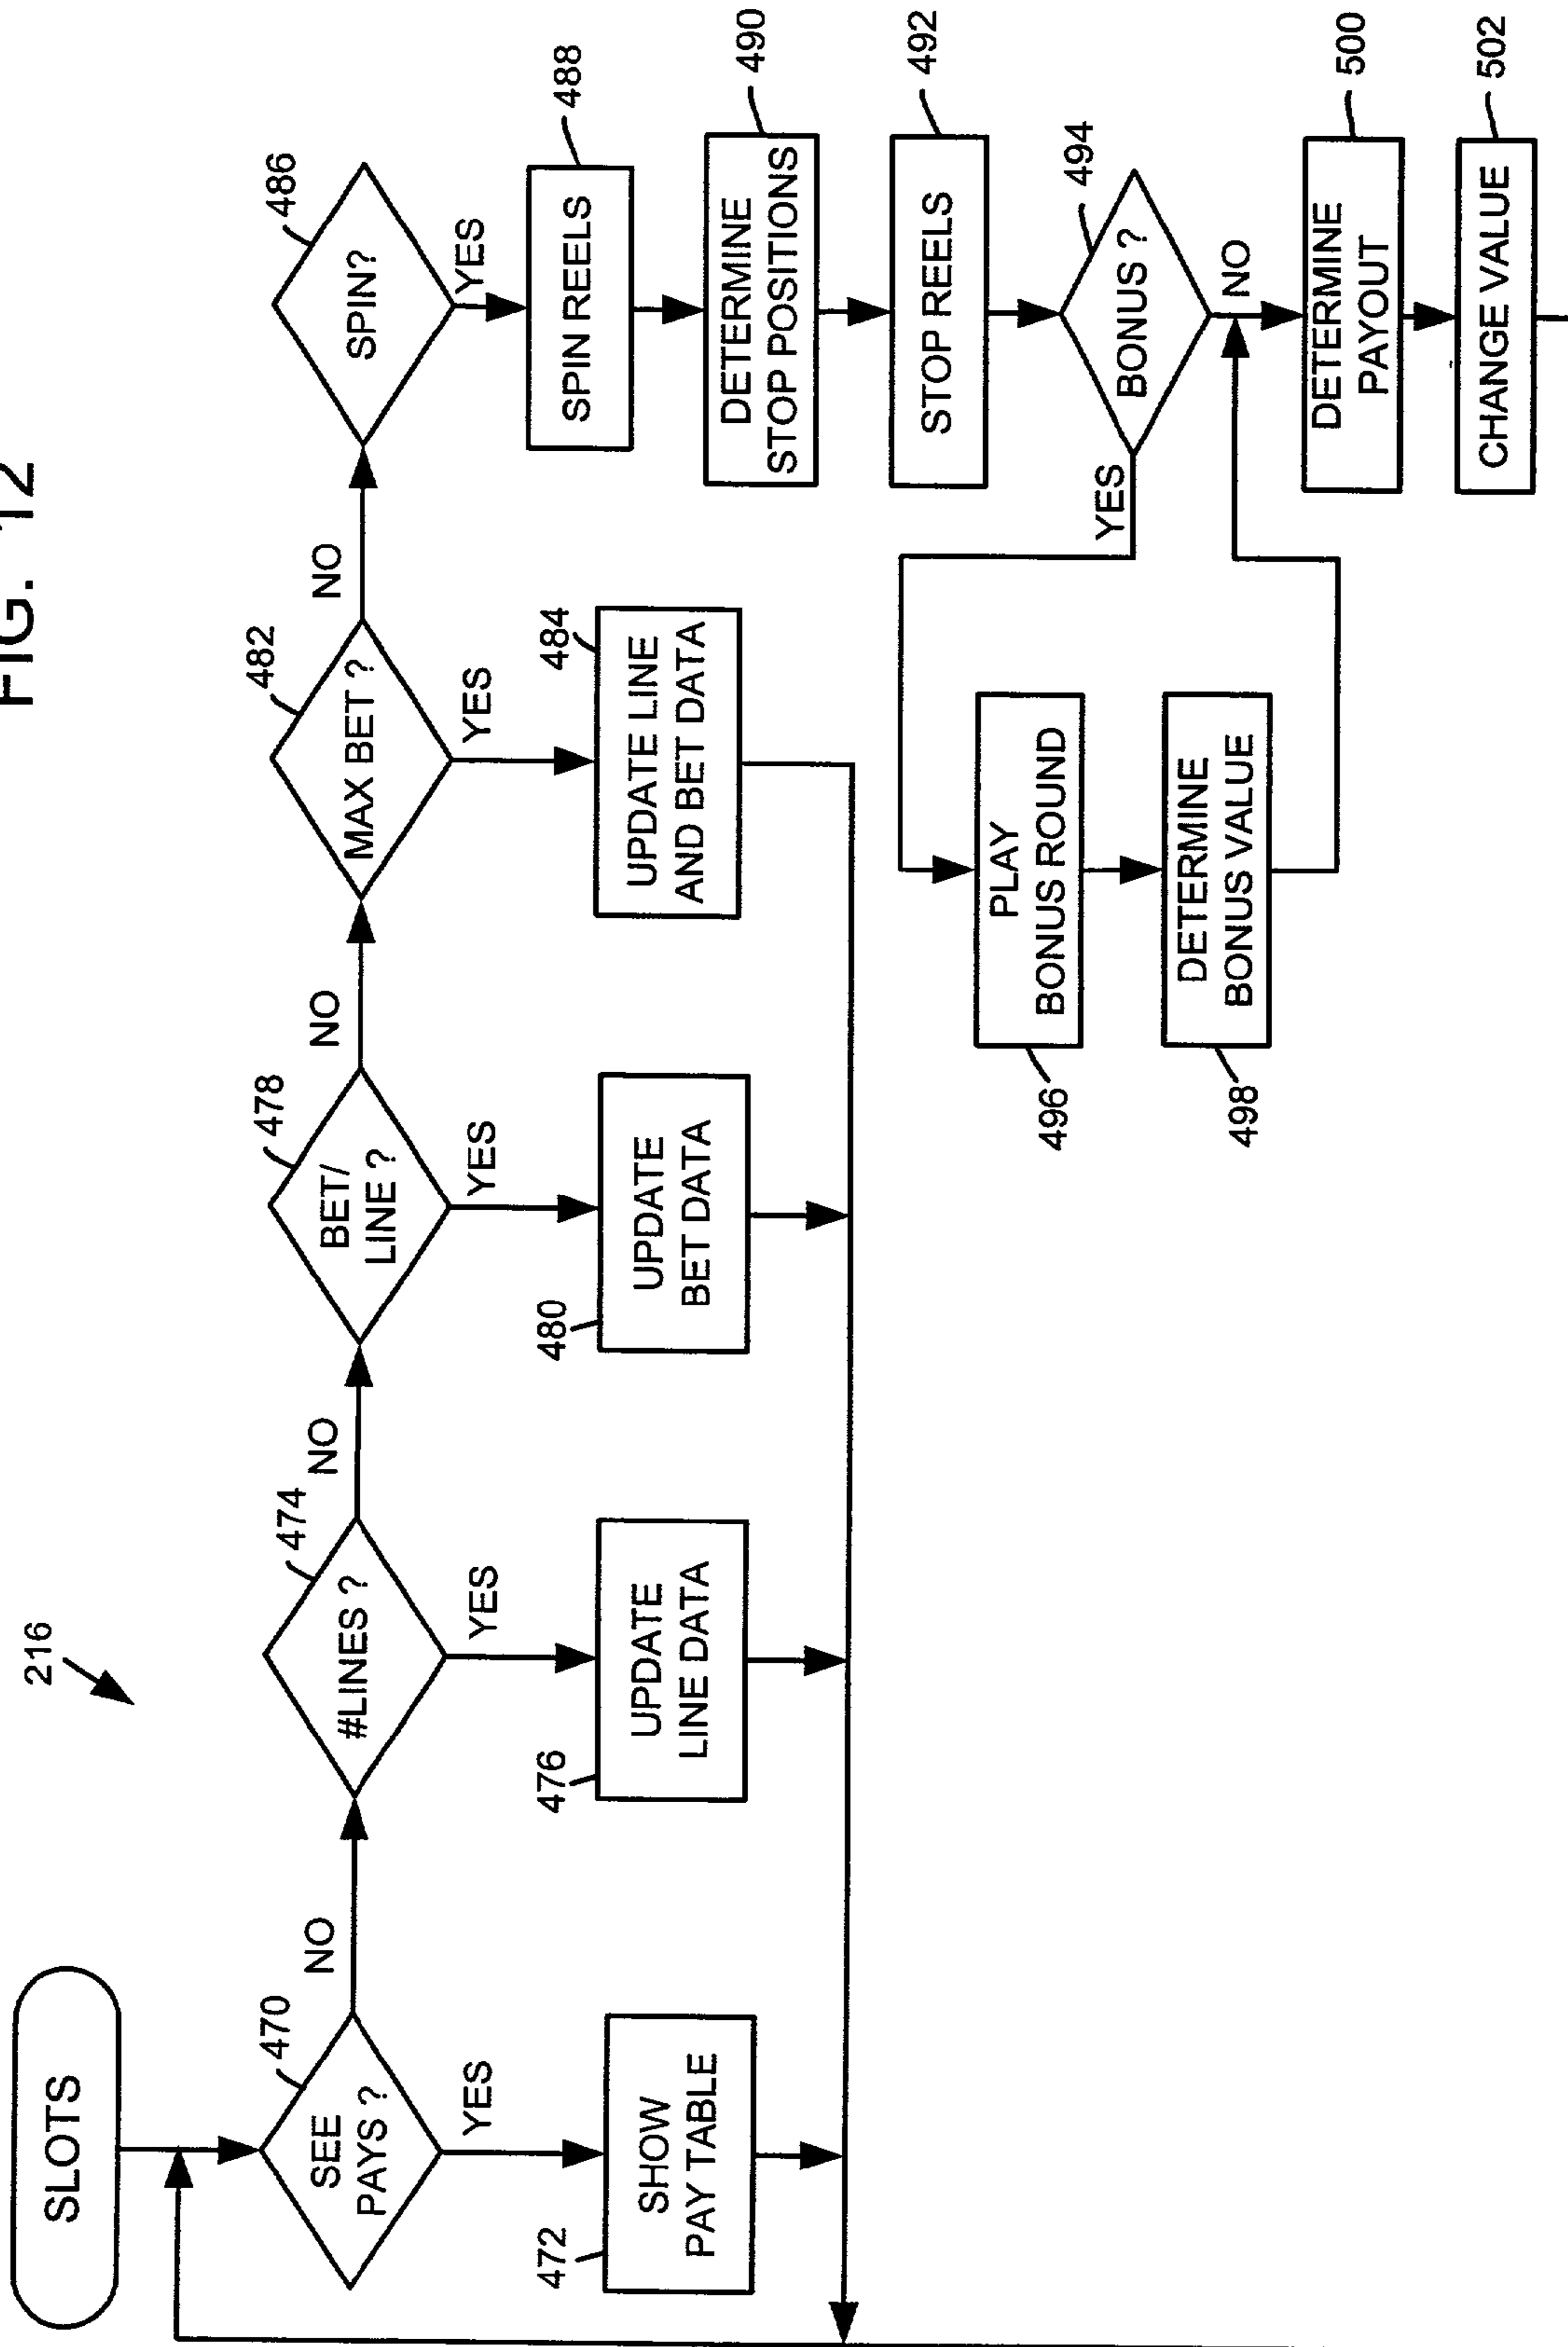 FIG. 12
216
SLOTS
470
SEE
PAYS ?
NO
YES
472
SHOW
PAY TABLE
474
#LINES ?
NO
YES
476
UPDATE
LINE DATA
478
BET/
LINE ?
NO
YES
480
UPDATE
BET DATA
482
MAX BET ?
NO
YES
484
UPDATE LINE
AND BET DATA
486
SPIN?
YES
488
SPIN REELS
490
DETERMINE
STOP POSITIONS
492
STOP REELS
494
BONUS ?
YES
NO
496
PLAY
BONUS ROUND
498
DETERMINE
BONUS VALUE
500
DETERMINE
PAYOUT
502
CHANGE VALUE